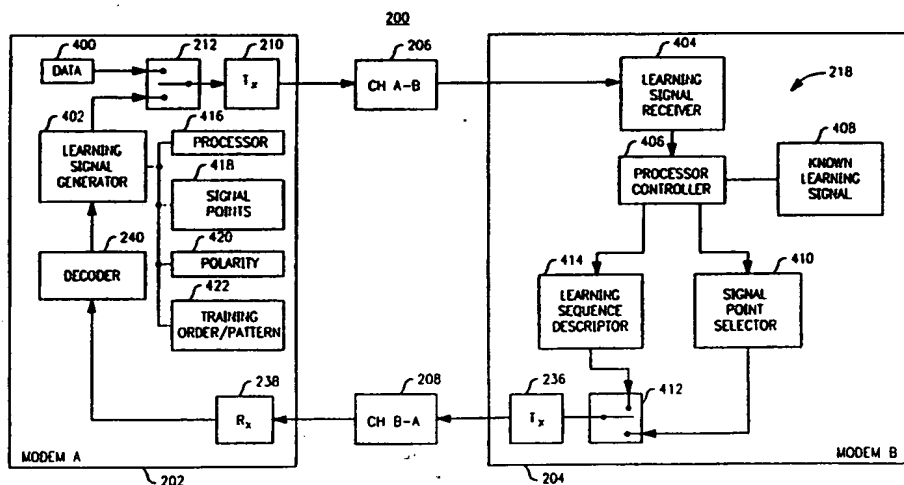 200
400
DATA
212
210
Tx
206
CH A-B
404
LEARNING
SIGNAL
RECEIVER
218
402
LEARNING
SIGNAL
GENERATOR
416
PROCESSOR
418
SIGNAL
POINTS
420
POLARITY
422
TRAINING
ORDER/PATTERN
406
PROCESSOR
CONTROLLER
408
KNOWN
LEARNING
SIGNAL
240
DECODER
414
LEARNING
SEQUENCE
DESCRIPTOR
410
SIGNAL
POINT
SELECTOR
238
Rx
208
CH B-A
236
Tx
412
MODEM A
202
204
MODEM B